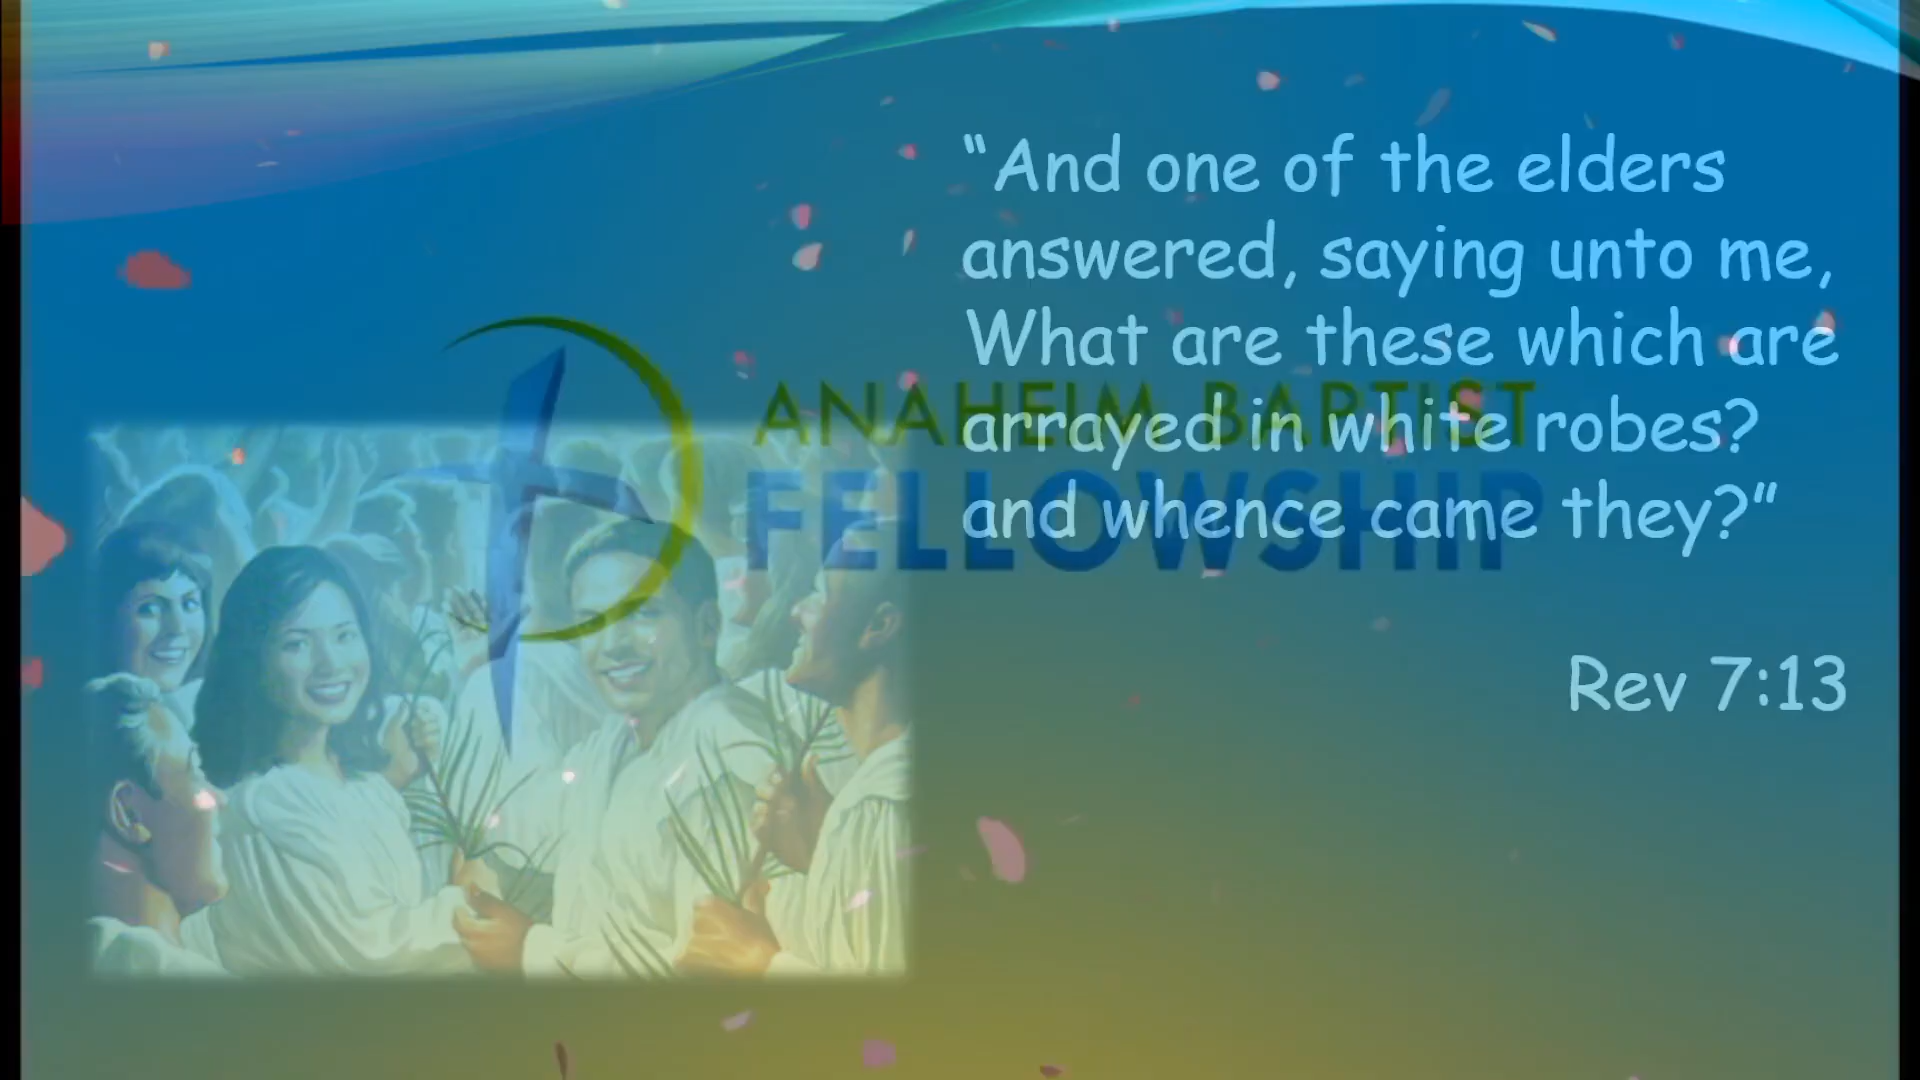 “And one of the elders
answered, saying unto me,
What are these which are
arrayed in white robes?
and whence came they?”
Rev 7:13
ANAHEIM BAPTIST
FELLOWSHIP